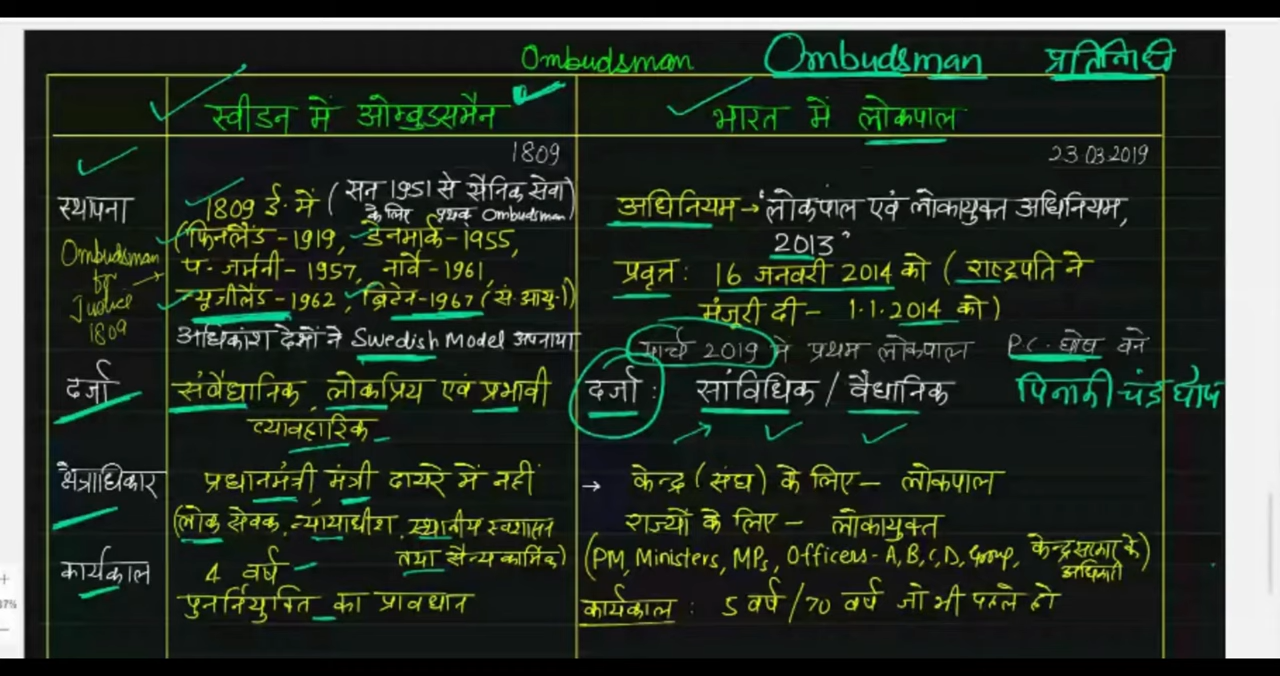 Ombudsman Ombudsman प्रतिनिधी
स्वीडन में ओम्बुडसमैन
भारत में लोकपाल
1809
23.03.2019
स्थापना
Ombudsman
for
Justice
1809
1809 ई. में (सन् 1951 से सैनिक सेवा)
के लिए पृथक Ombudsman
(फिनलैंड - 1919, डेनमार्क - 1955,
प. जर्मनी - 1957, नार्वे - 1961,
न्यूजीलैंड - 1962, ब्रिटेन - 1967 (सं. आयु.)
अधिकांश देशों ने Swedish Model अपनाया
अधिनियम → 'लोकपाल एवं लोकायुक्त अधिनियम,
2013"
प्रवृत्त : 16 जनवरी 2014 को (राष्ट्रपति ने
मंजूरी दी - 1.1.2014 को)
मार्च 2019 में प्रथम लोकपाल P.C. घोष बने
दर्जा
संवैधानिक, लोकप्रिय एवं प्रभावी
व्यावहारिक
दर्जा : सांविधिक / वैधानिक पिनाकी चंद्र घोष
क्षेत्राधिकार
प्रधानमंत्री, मंत्री दायरे में नहीं
(लोक सेवक, न्यायाधीश, स्थानीय स्वशासन
तथा सैन्य कार्मिक)
→ केन्द्र (संघ) के लिए - लोकपाल
राज्यों के लिए - लोकायुक्त
(PM, Ministers, MPs, Officers - A, B, C, D, Group, केन्द्र सरकार के
अधिकारी)
कार्यकाल
4 वर्ष
पुनर्नियुक्ति का प्रावधान
कार्यकाल : 5 वर्ष / 70 वर्ष जो भी पहले हो